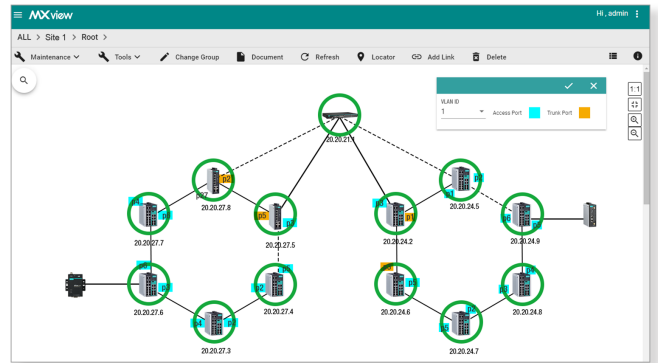 MXview
Hi, admin
ALL > Site 1 > Root >
Maintenance Tools Change Group Document Refresh Locator Add Link Delete
1:1
VLAN ID
1 Access Port Trunk Port
20.20.21.1
p2
20.20.27.8
20.20.24.5
p4
p5
20.20.27.7
20.20.27.5
p3
p1
20.20.24.2
p6
20.20.24.9
p6
20.20.27.6
p2
20.20.27.4
20.20.24.6
p5
p4
20.20.24.8
p4
20.20.27.3
p2
p5
20.20.24.7